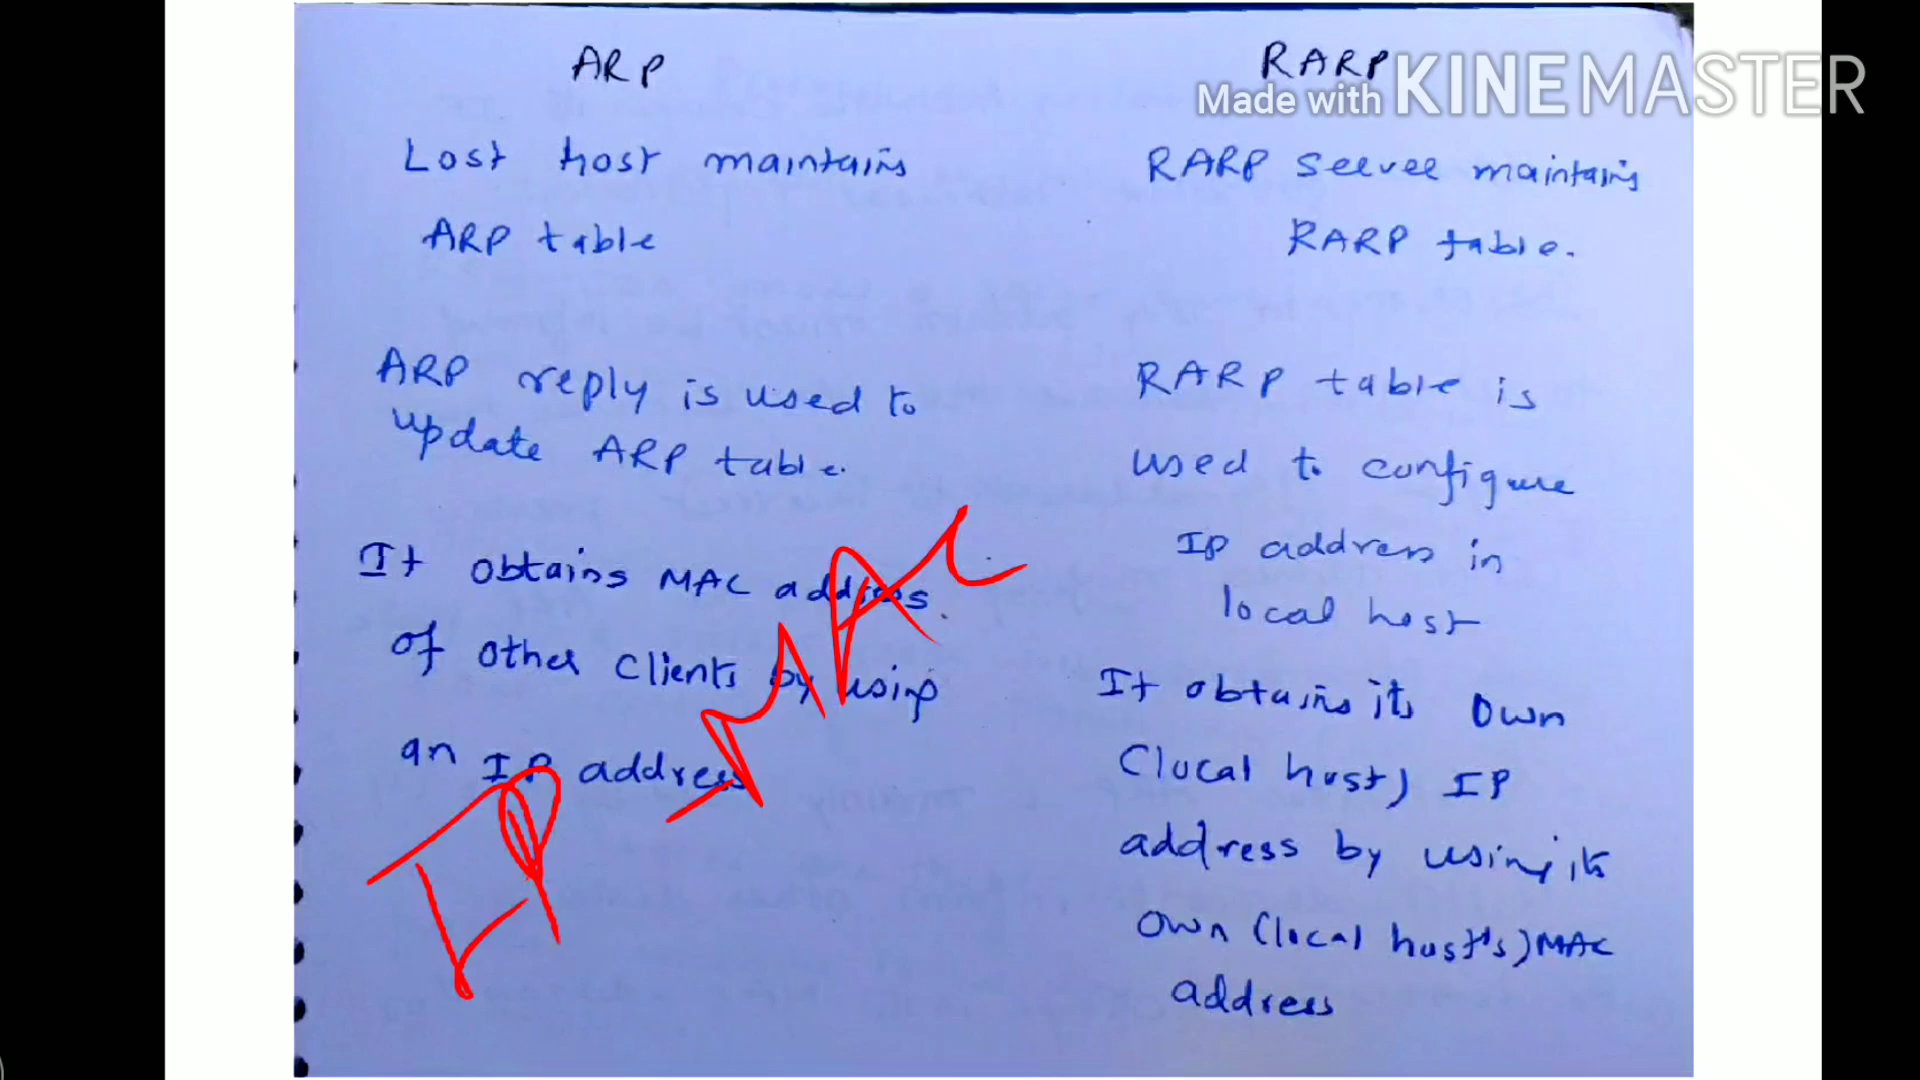 ARP
Lost host maintains
ARP table
ARP reply is used to
update ARP table.
It obtains MAC address
of other clients by using
an IP address
IP - MAC
RARP
Made with KINEMASTER
RARP server maintains
RARP table.
RARP table is
used to configure
IP address in
local host
It obtains its own
(local host) IP
address by using its
own (local host's) MAC
address